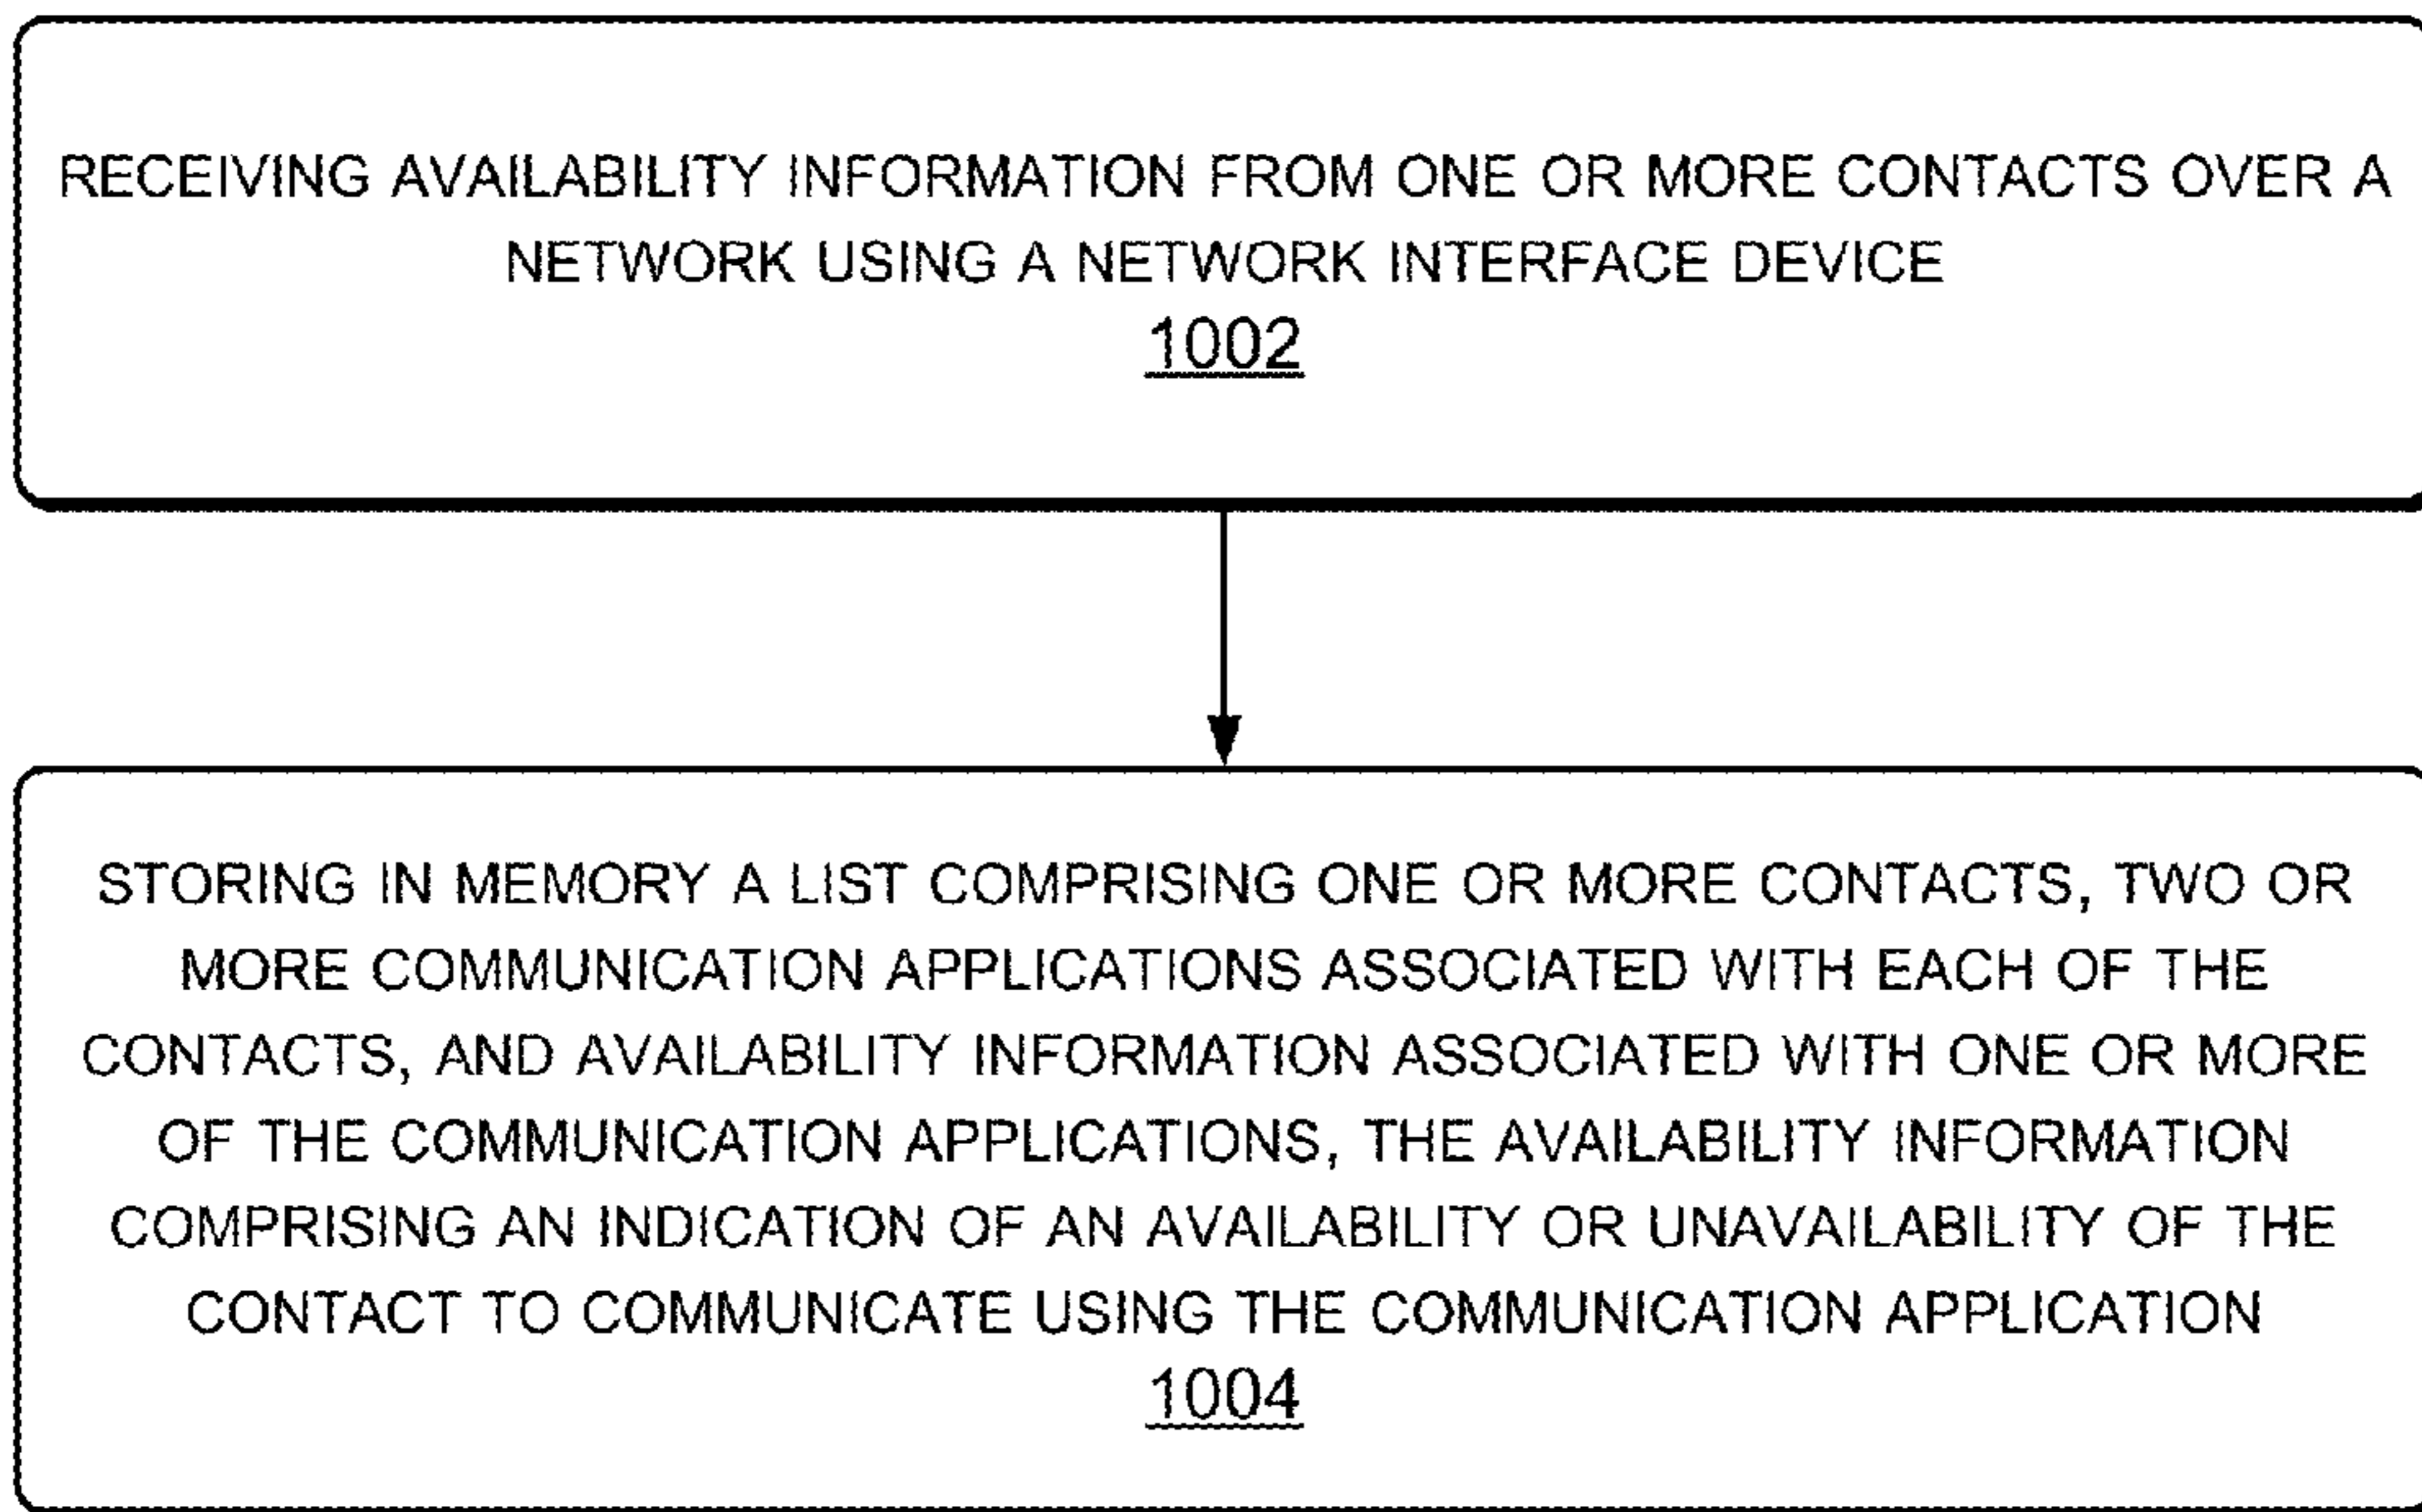 RECEIVING AVAILABILITY INFORMATION FROM ONE OR MORE CONTACTS OVER A
NETWORK USING A NETWORK INTERFACE DEVICE
1002
STORING IN MEMORY A LIST COMPRISING ONE OR MORE CONTACTS, TWO OR
MORE COMMUNICATION APPLICATIONS ASSOCIATED WITH EACH OF THE
CONTACTS, AND AVAILABILITY INFORMATION ASSOCIATED WITH ONE OR MORE
OF THE COMMUNICATION APPLICATIONS, THE AVAILABILITY INFORMATION
COMPRISING AN INDICATION OF AN AVAILABILITY OR UNAVAILABILITY OF THE
CONTACT TO COMMUNICATE USING THE COMMUNICATION APPLICATION
1004